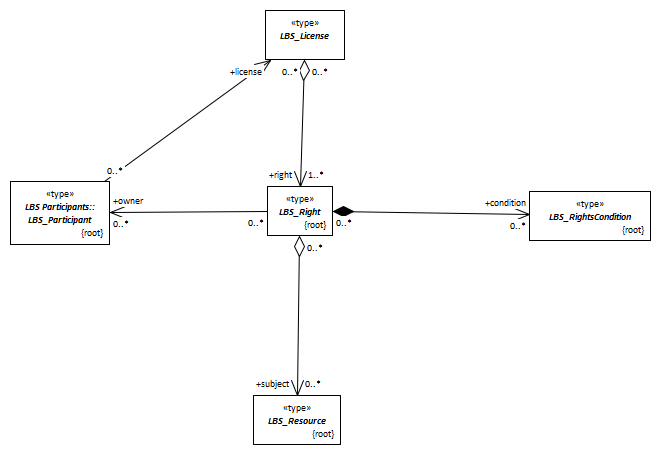 «type»
LBS_License
+license
0..*
0..*
0..*
+right
1..*
«type»
LBS Participants::
LBS_Participant
{root}
+owner
0..*
0..*
«type»
LBS_Right
{root}
0..*
+condition
0..*
«type»
LBS_RightsCondition
{root}
0..*
+subject
0..*
«type»
LBS_Resource
{root}